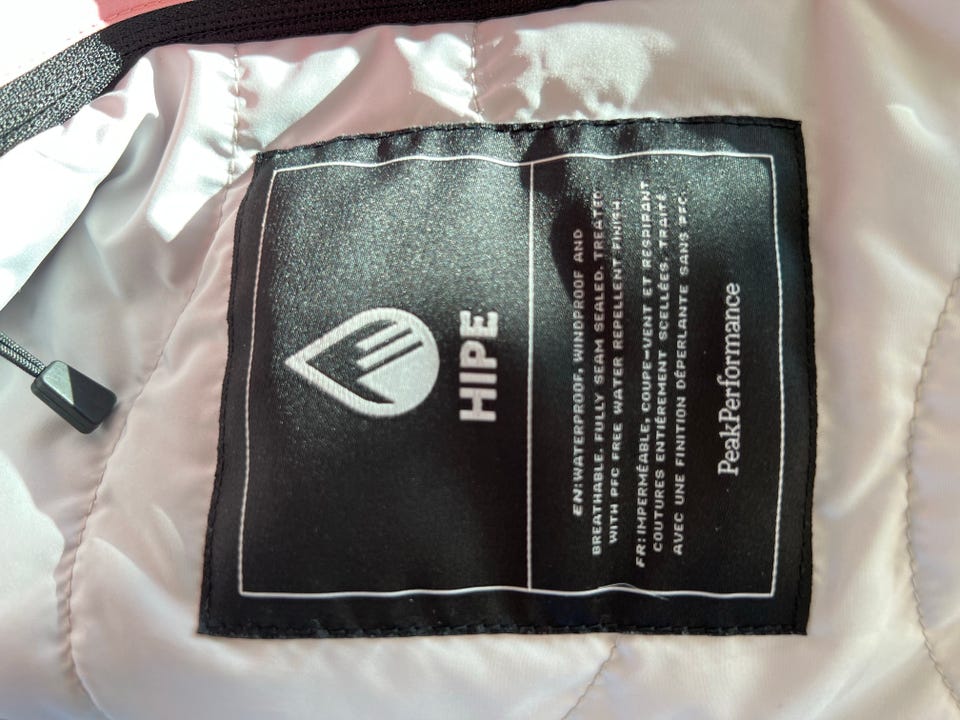 HIPE
EN:WATERPROOF, WINDPROOF AND
BREATHABLE. FULLY SEAM SEALED. TREATED
WITH PFC FREE WATER REPELLENT FINISH.
FR:IMPERMÉABLE, COUPE-VENT ET RESPIRANT
COUTURES ENTIÉREMENT SCELLÉES. TRAITÉ
AVEC UNE FINITION DÉPERLANTE SANS PFC.
PeakPerformance